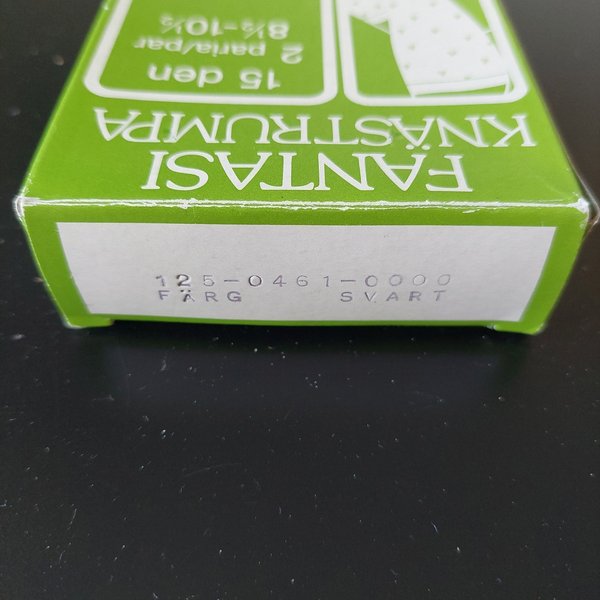 FANTASI
KNÄSTRUMPA
15 den
2 paria/par
8½-10½
125-0461-0000
FÄRG SVART